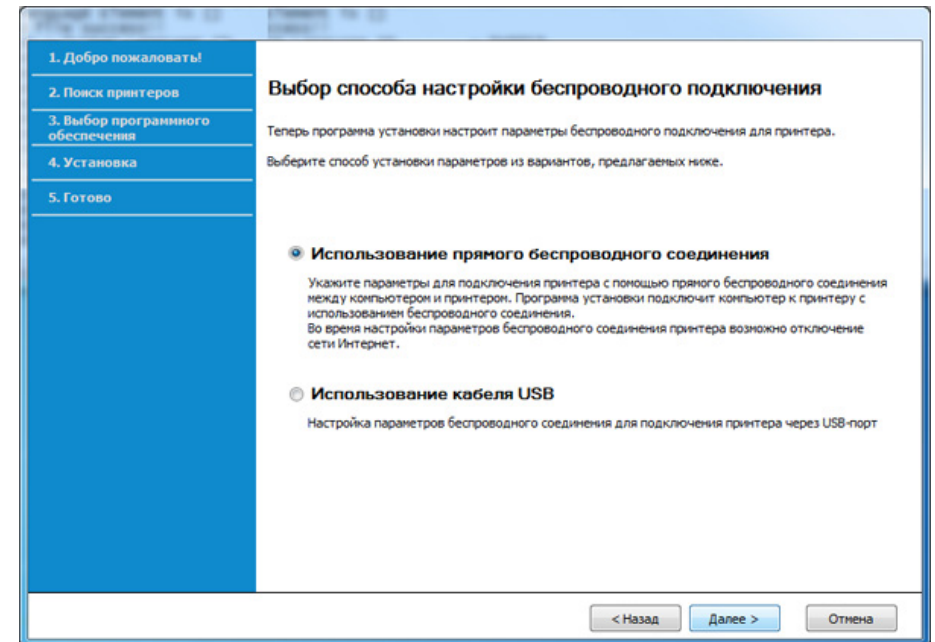 1. Добро пожаловать!
2. Поиск принтеров
3. Выбор программного
обеспечения
4. Установка
5. Готово
Выбор способа настройки беспроводного подключения
Теперь программа установки настроит параметры беспроводного подключения для принтера.
Выберите способ установки параметров из вариантов, предлагаемых ниже.
Использование прямого беспроводного соединения
Укажите параметры для подключения принтера с помощью прямого беспроводного соединения
между компьютером и принтером. Программа установки подключит компьютер к принтеру с
использованием беспроводного соединения.
Во время настройки параметров беспроводного соединения принтера возможно отключение
сети Интернет.
Использование кабеля USB
Настройка параметров беспроводного соединения для подключения принтера через USB-порт
< Назад Далее > Отмена